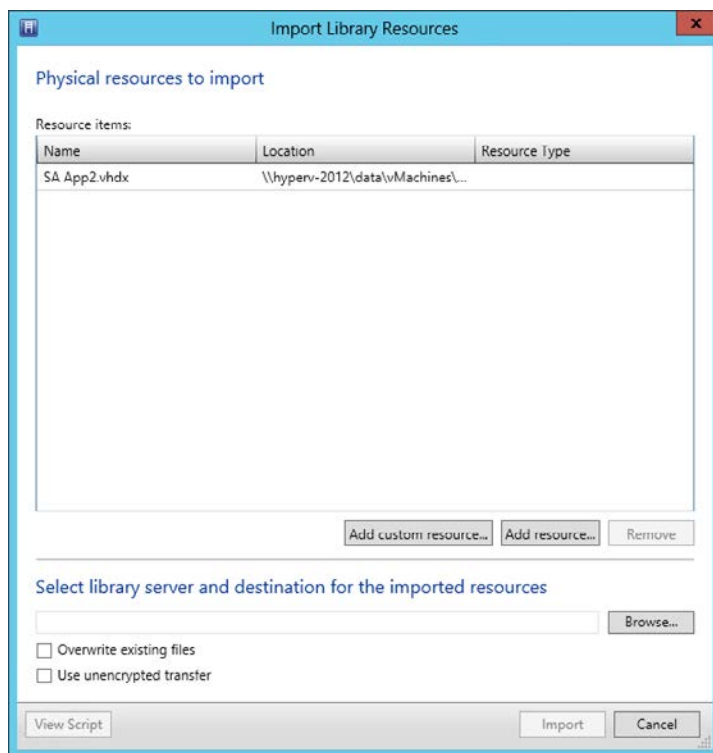 Import Library Resources
x
Physical resources to import
Resource items:
Name Location Resource Type
SA App2.vhdx \\hyperv-2012\data\vMachines\...
Add custom resource... Add resource... Remove
Select library server and destination for the imported resources
Browse...
Overwrite existing files
Use unencrypted transfer
View Script Import Cancel